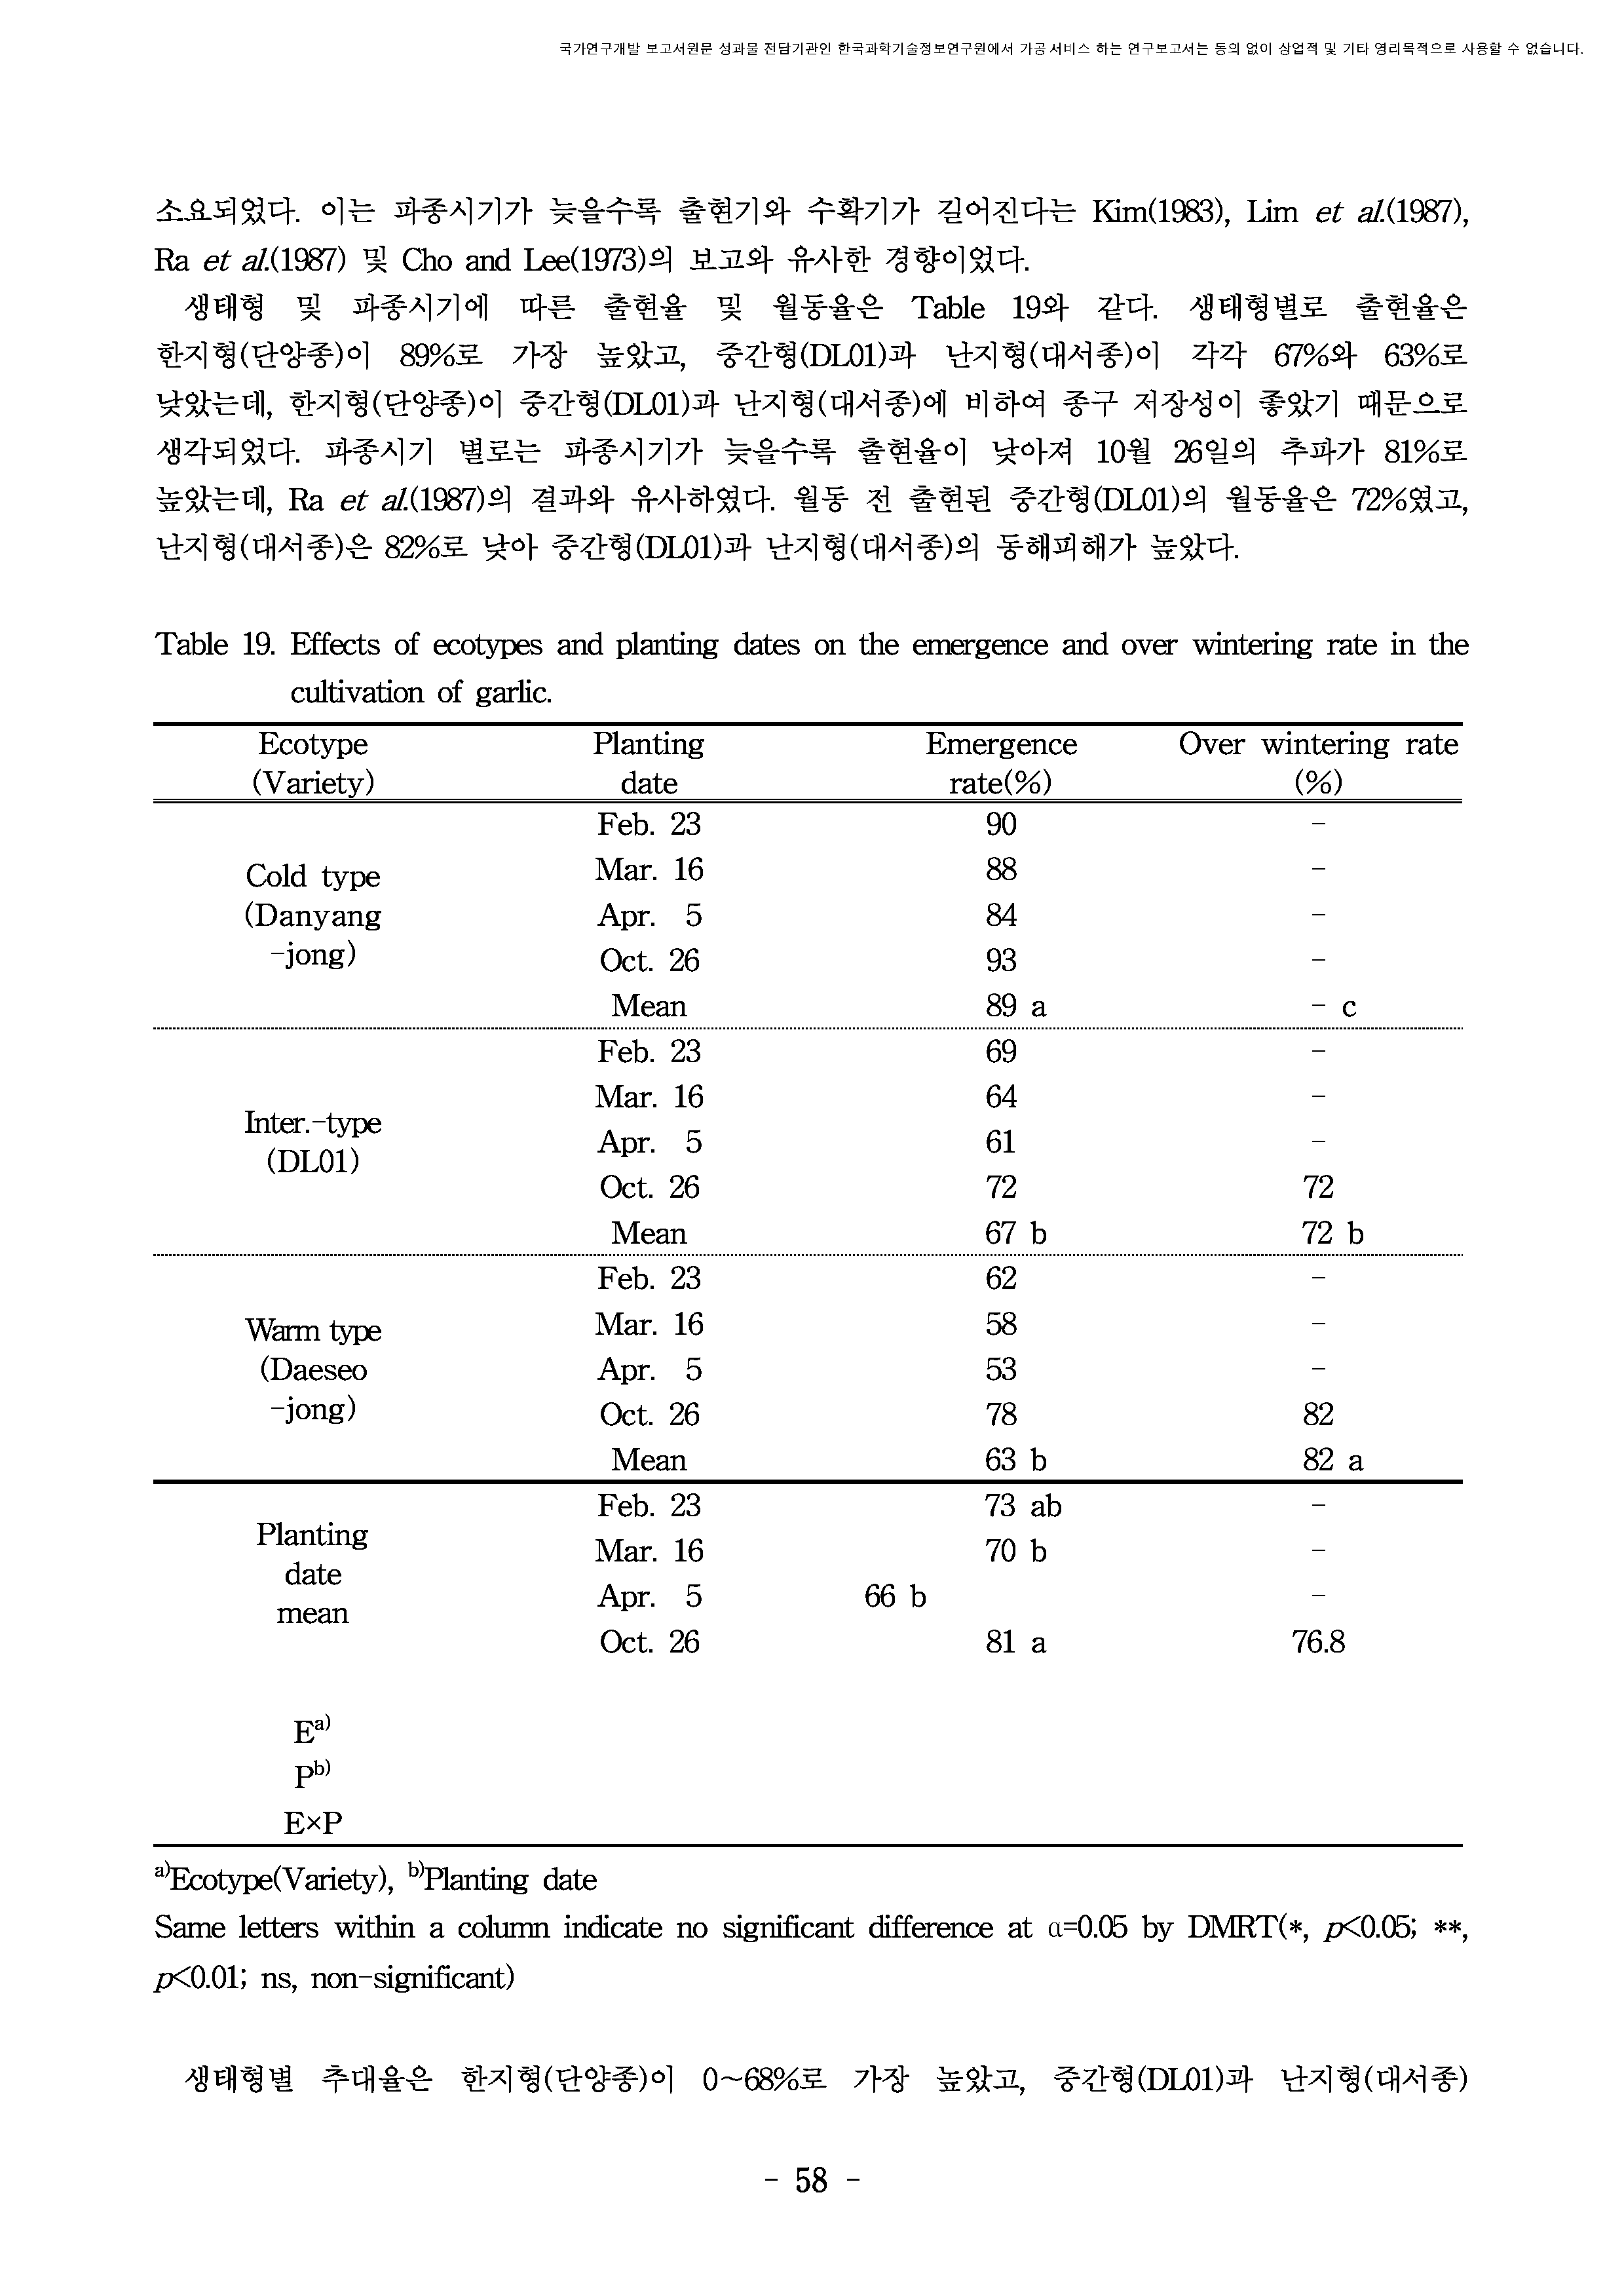 국가연구개발 보고서원문 성과물 전담기관인 한국과학기술정보연구원에서 가공·서비스 하는 연구보고서는 동의 없이 상업적 및 기타 영리목적으로 사용할 수 없습니다.
소요되었다. 이는 파종시기가 늦을수록 출현기와 수확기가 길어진다는 Kim(1983), Lim et al.(1987),
Ra et al.(1987) 및 Cho and Lee(1973)의 보고와 유사한 경향이었다.
생태형 및 파종시기에 따른 출현율 및 월동율은 Table 19와 같다. 생태형별로 출현율은
한지형(단양종)이 89%로 가장 높았고, 중간형(DL01)과 난지형(대서종)이 각각 67%와 63%로
낮았는데, 한지형(단양종)이 중간형(DL01)과 난지형(대서종)에 비하여 종구 저장성이 좋았기 때문으로
생각되었다. 파종시기 별로는 파종시기가 늦을수록 출현율이 낮아져 10월 26일의 추파가 81%로
높았는데, Ra et al.(1987)의 결과와 유사하였다. 월동 전 출현된 중간형(DL01)의 월동율은 72%였고,
난지형(대서종)은 82%로 낮아 중간형(DL01)과 난지형(대서종)의 동해피해가 높았다.
Table 19. Effects of ecotypes and planting dates on the emergence and over wintering rate in the
cultivation of garlic.
Ecotype (Variety) Planting date Emergence rate(%) Over wintering rate (%)
Cold type (Danyang -jong)
Feb. 23 90 -
Mar. 16 88 -
Apr. 5 84 -
Oct. 26 93 -
Mean 89 a - c
Inter.-type (DL01)
Feb. 23 69 -
Mar. 16 64 -
Apr. 5 61 -
Oct. 26 72 72
Mean 67 b 72 b
Warm type (Daeseo -jong)
Feb. 23 62 -
Mar. 16 58 -
Apr. 5 53 -
Oct. 26 78 82
Mean 63 b 82 a
Planting date mean
Feb. 23 73 ab -
Mar. 16 70 b -
Apr. 5 66 b -
Oct. 26 81 a 76.8
Ea)
Pb)
E×P
a)Ecotype(Variety), b)Planting date
Same letters within a column indicate no significant difference at α=0.05 by DMRT(*, p<0.05; **,
p<0.01; ns, non-significant)
생태형별 추대율은 한지형(단양종)이 0~68%로 가장 높았고, 중간형(DL01)과 난지형(대서종)
- 58 -